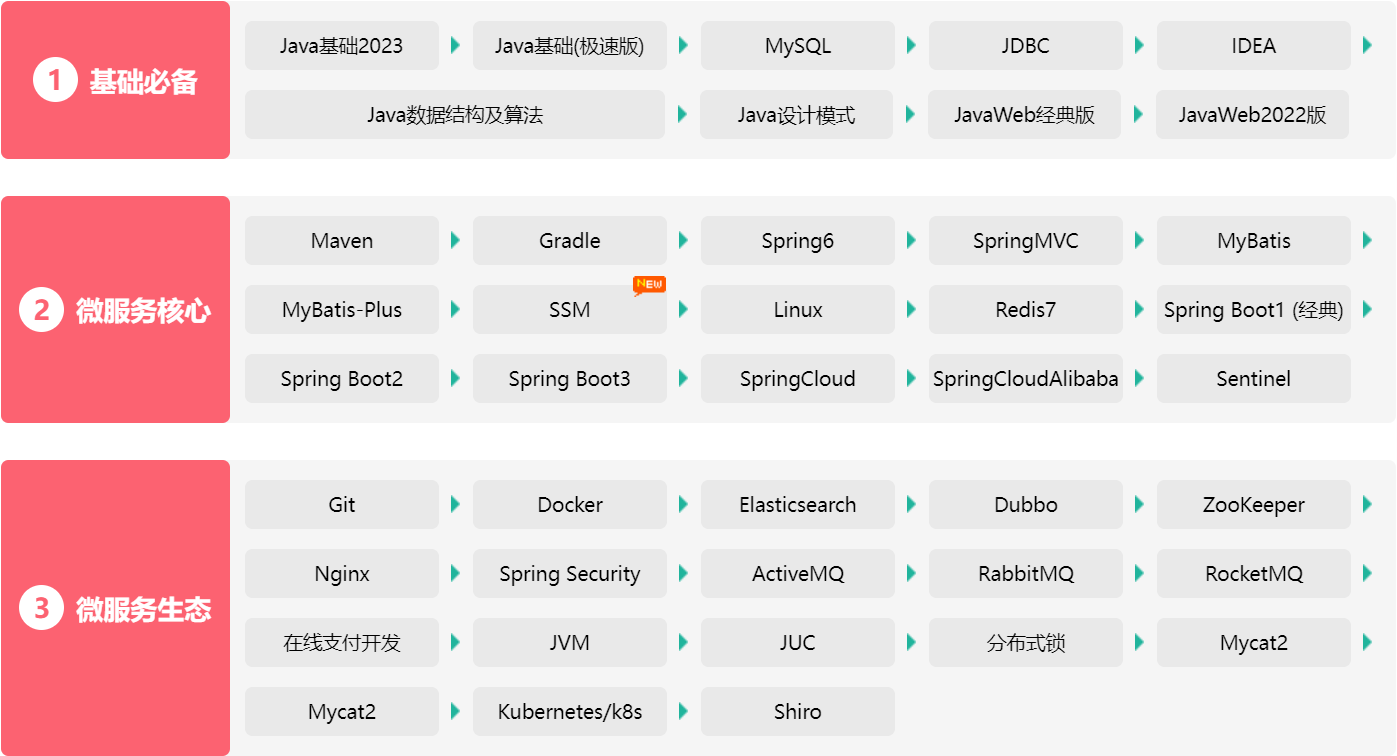 1 基础必备
Java基础2023 Java基础(极速版) MySQL JDBC IDEA
Java数据结构及算法 Java设计模式 JavaWeb经典版 JavaWeb2022版
2 微服务核心
Maven Gradle Spring6 SpringMVC MyBatis
NEW
MyBatis-Plus SSM Linux Redis7 Spring Boot1 (经典)
Spring Boot2 Spring Boot3 SpringCloud SpringCloudAlibaba Sentinel
3 微服务生态
Git Docker Elasticsearch Dubbo ZooKeeper
Nginx Spring Security ActiveMQ RabbitMQ RocketMQ
在线支付开发 JVM JUC 分布式锁 Mycat2
Mycat2 Kubernetes/k8s Shiro